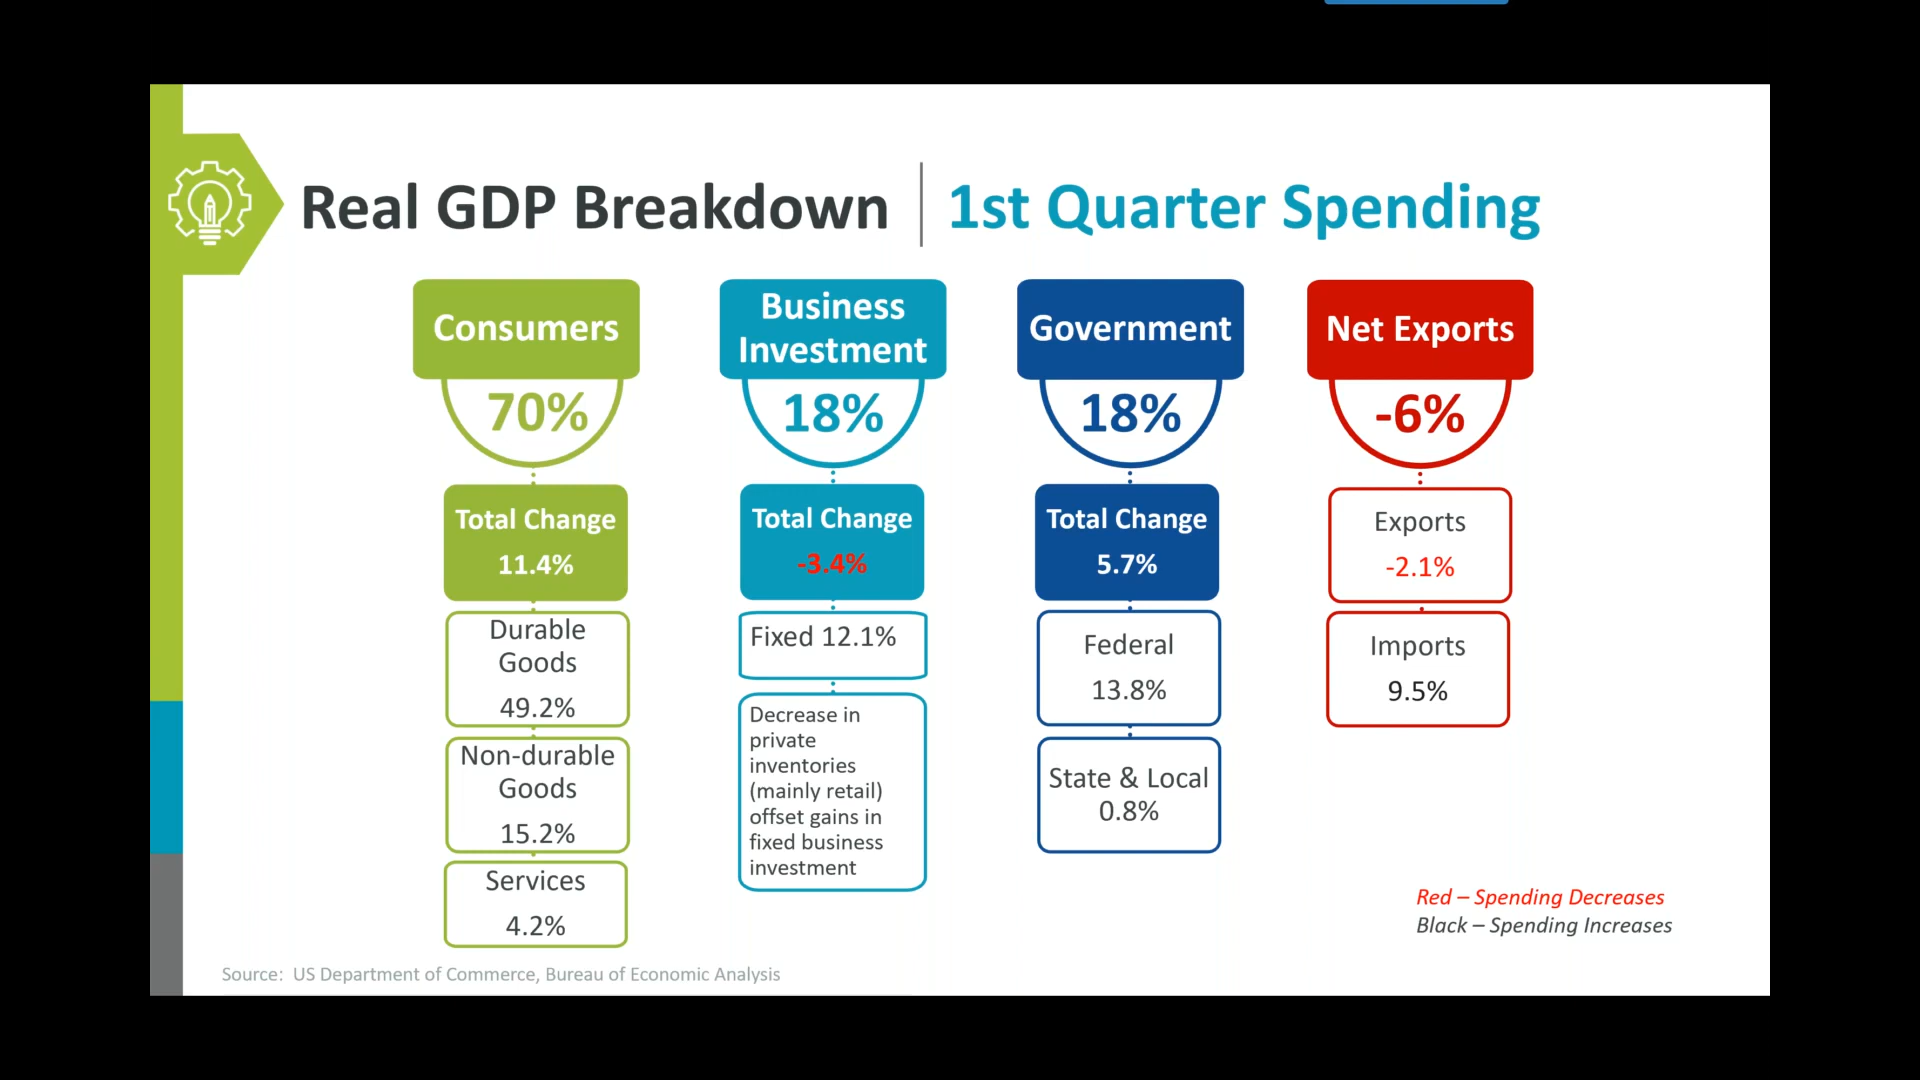 Real GDP Breakdown
1st Quarter Spending
Consumers
70%
Total Change
11.4%
Durable
Goods
49.2%
Non-durable
Goods
15.2%
Services
4.2%
Business
Investment
18%
Total Change
-3.4%
Fixed 12.1%
Decrease in
private
inventories
(mainly retail)
offset gains in
fixed business
investment
Government
18%
Total Change
5.7%
Federal
13.8%
State & Local
0.8%
Net Exports
-6%
Exports
-2.1%
Imports
9.5%
Red – Spending Decreases
Black – Spending Increases
Source:  US Department of Commerce, Bureau of Economic Analysis